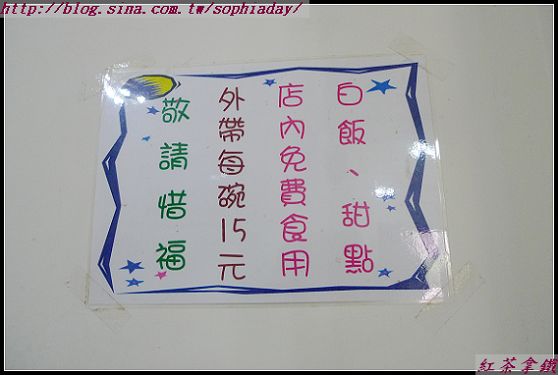 http://blog.sina.com.tw/sophiaday/
白飯、甜點
店內免費食用
外帶每碗15元
敬請惜福
紅茶拿鐵